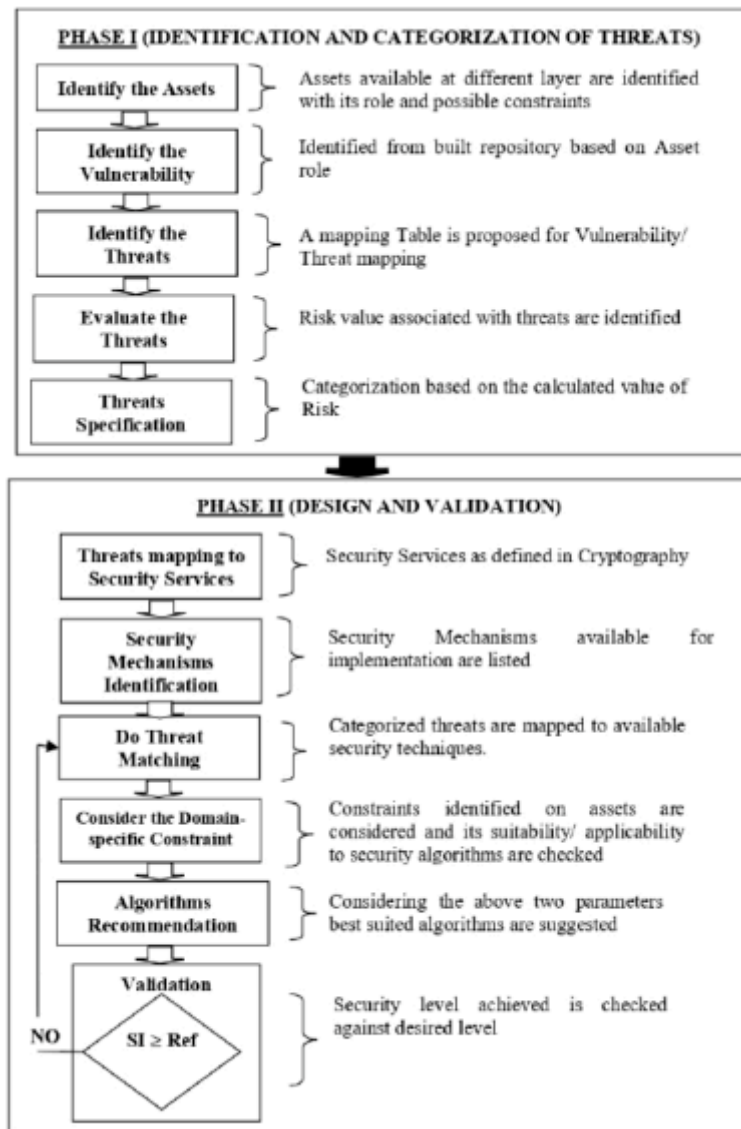 PHASE I (IDENTIFICATION AND CATEGORIZATION OF THREATS)
Identify the Assets
Assets available at different layer are identified
with its role and possible constraints
Identify the
Vulnerability
Identified from built repository based on Asset
role
Identify the
Threats
A mapping Table is proposed for Vulnerability/
Threat mapping
Evaluate the
Threats
Risk value associated with threats are identified
Threats
Specification
Categorization based on the calculated value of
Risk
PHASE II (DESIGN AND VALIDATION)
Threats mapping to
Security Services
Security Services as defined in Cryptography
Security
Mechanisms
Identification
Security Mechanisms available for
implementation are listed
Do Threat
Matching
Categorized threats are mapped to available
security techniques.
Consider the Domain-
specific Constraint
Constraints identified on assets are
considered and its suitability/ applicability
to security algorithms are checked
Algorithms
Recommendation
Considering the above two parameters
best suited algorithms are suggested
Validation
SI ≥ Ref
NO
Security level achieved is checked
against desired level